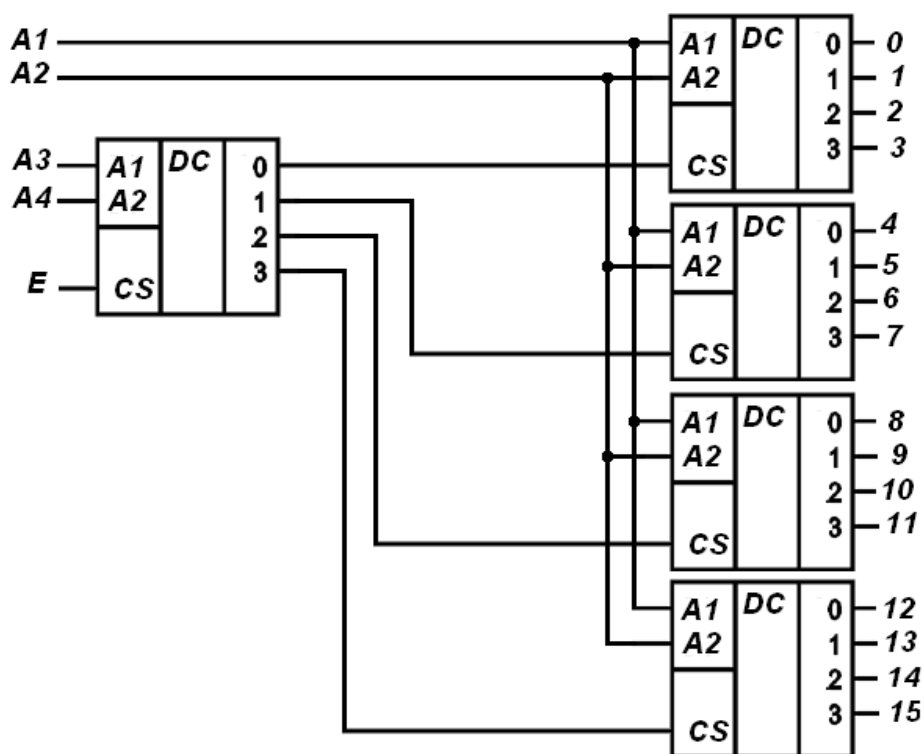 A1 A1 DC 0 0
A2 A2 1 1
2 2
3 3
CS
A3 A1 DC 0
A4 A2 1
2
3
E CS
A1 DC 0 4
A2 1 5
2 6
3 7
CS
A1 DC 0 8
A2 1 9
2 10
3 11
CS
A1 DC 0 12
A2 1 13
2 14
3 15
CS